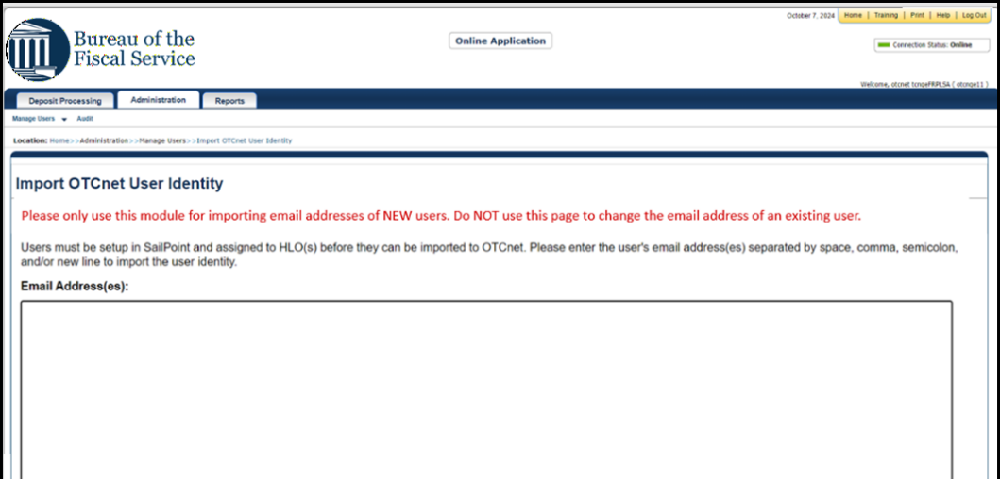 October 7, 2024 Home | Training | Print | Help | Log Out
Bureau of the
Fiscal Service
Online Application
Connection Status: Online
Welcome, otcnet tcnqeFRPLSA ( otcnqe11 )
Deposit Processing Administration Reports
Manage Users Audit
Location: Home>>Administration>>Manage Users>>Import OTCnet User Identity
Import OTCnet User Identity
Please only use this module for importing email addresses of NEW users. Do NOT use this page to change the email address of an existing user.
Users must be setup in SailPoint and assigned to HLO(s) before they can be imported to OTCnet. Please enter the user's email address(es) separated by space, comma, semicolon,
and/or new line to import the user identity.
Email Address(es):